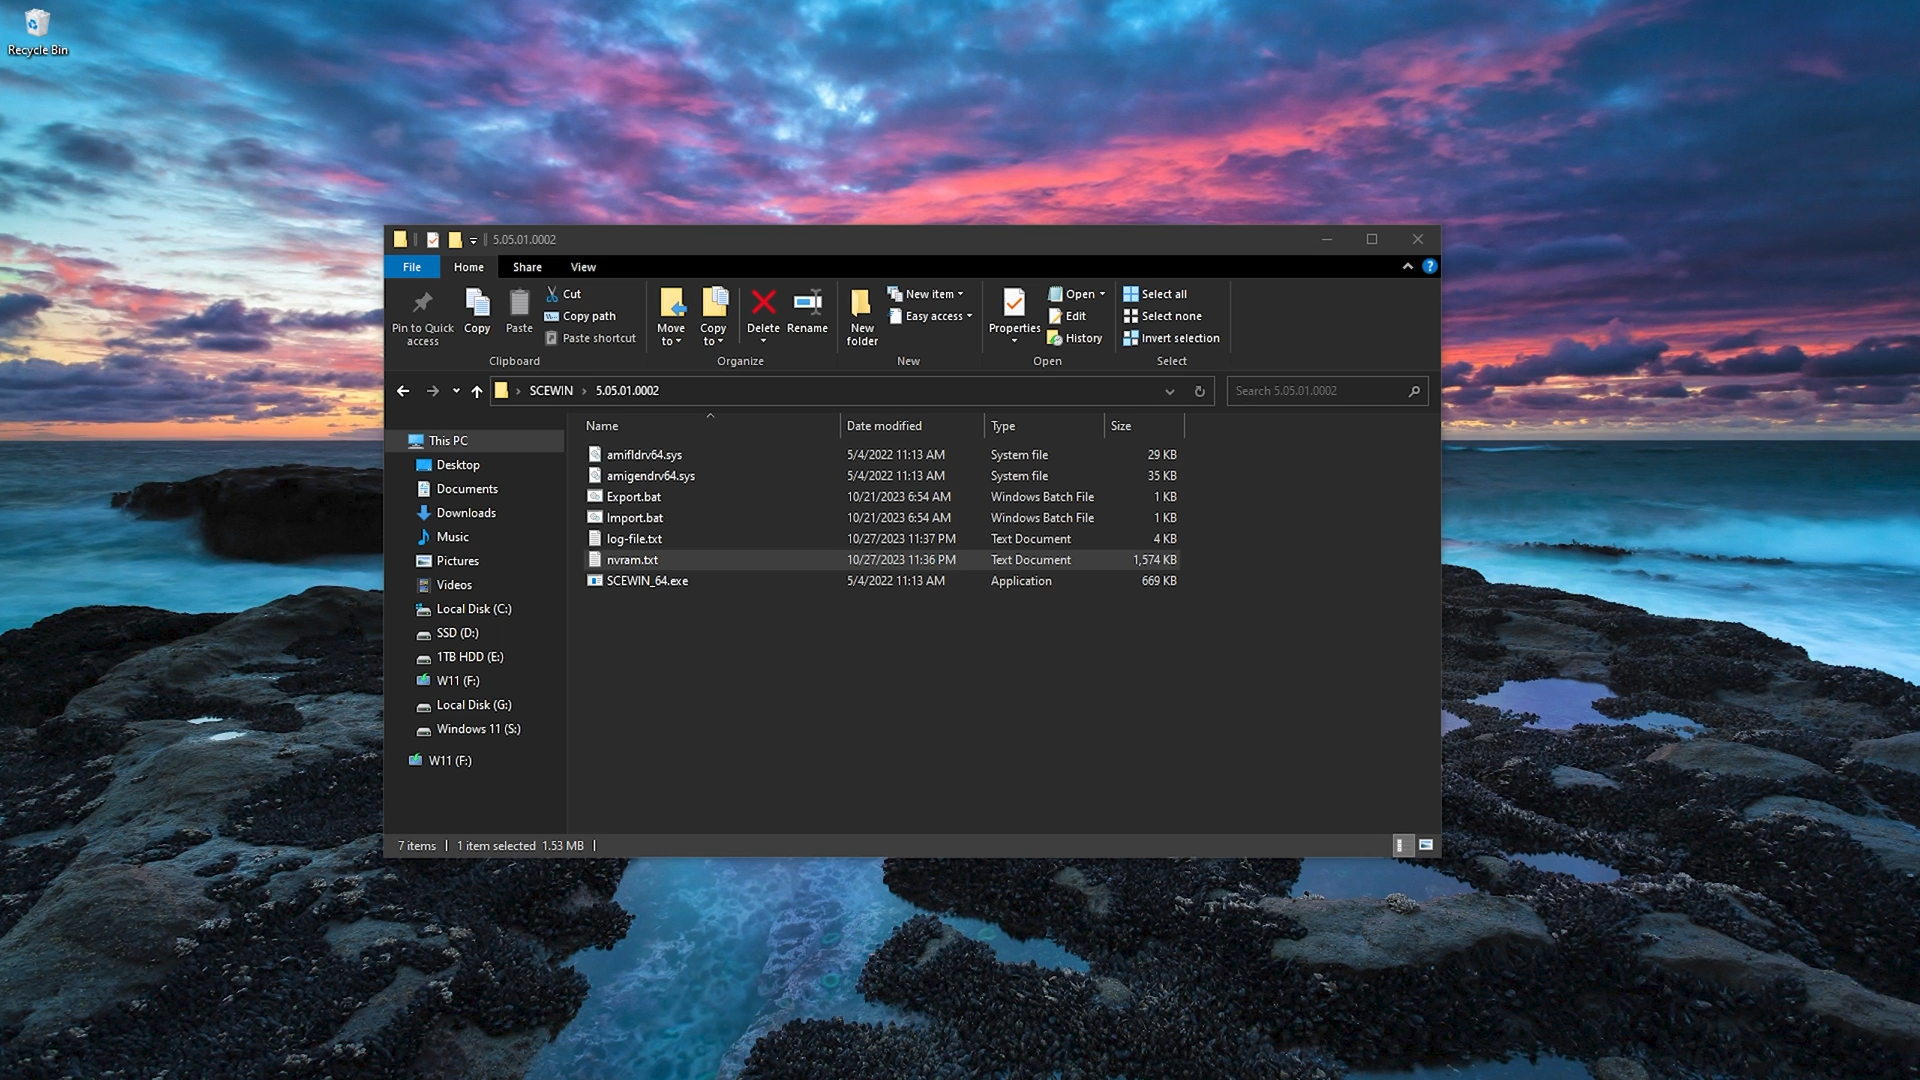 Recycle Bin
5.05.01.0002
File Home Share View
Pin to Quick access
Copy
Paste
Cut
Copy path
Paste shortcut
Clipboard
Move to
Copy to
Delete
Rename
Organize
New folder
New item
Easy access
New
Properties
Open
Edit
History
Open
Select all
Select none
Invert selection
Select
SCEWIN > 5.05.01.0002
Search 5.05.01.0002
This PC
Desktop
Documents
Downloads
Music
Pictures
Videos
Local Disk (C:)
SSD (D:)
1TB HDD (E:)
W11 (F:)
Local Disk (G:)
Windows 11 (S:)
W11 (F:)
Name Date modified Type Size
amifldrv64.sys 5/4/2022 11:13 AM System file 29 KB
amigendrv64.sys 5/4/2022 11:13 AM System file 35 KB
Export.bat 10/21/2023 6:54 AM Windows Batch File 1 KB
Import.bat 10/21/2023 6:54 AM Windows Batch File 1 KB
log-file.txt 10/27/2023 11:37 PM Text Document 4 KB
nvram.txt 10/27/2023 11:36 PM Text Document 1,574 KB
SCEWIN_64.exe 5/4/2022 11:13 AM Application 669 KB
7 items 1 item selected 1.53 MB